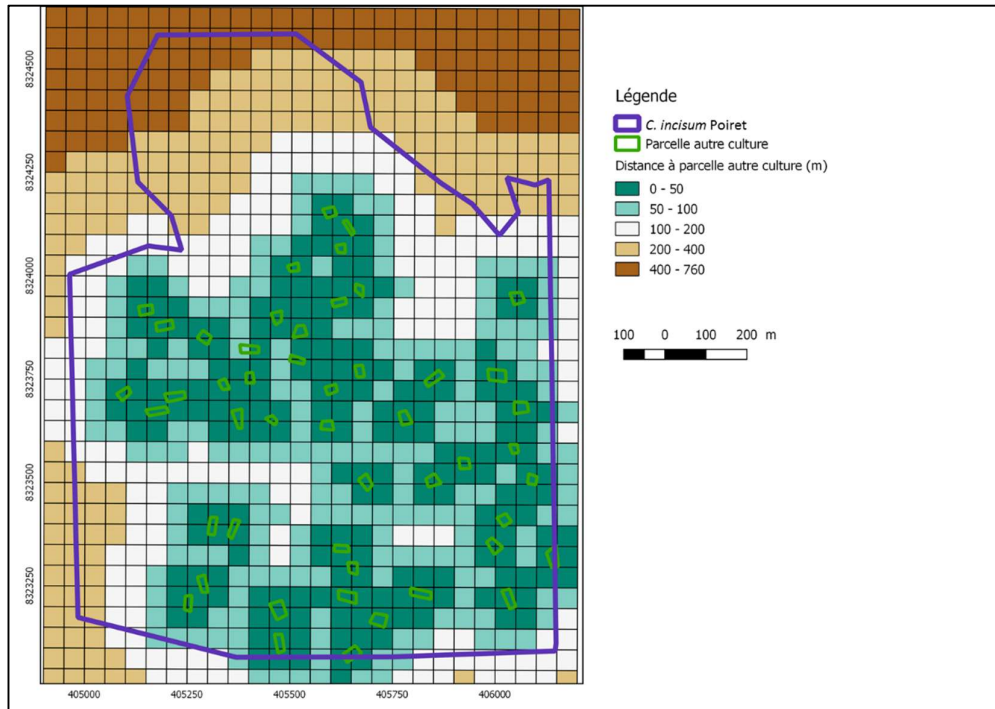 8324500
8324250
8324000
8323750
8323500
8323250
405000
405250
405500
405750
406000
Légende
C. incisum Poiret
Parcelle autre culture
Distance à parcelle autre culture (m)
0 - 50
50 - 100
100 - 200
200 - 400
400 - 760
100 0 100 200 m